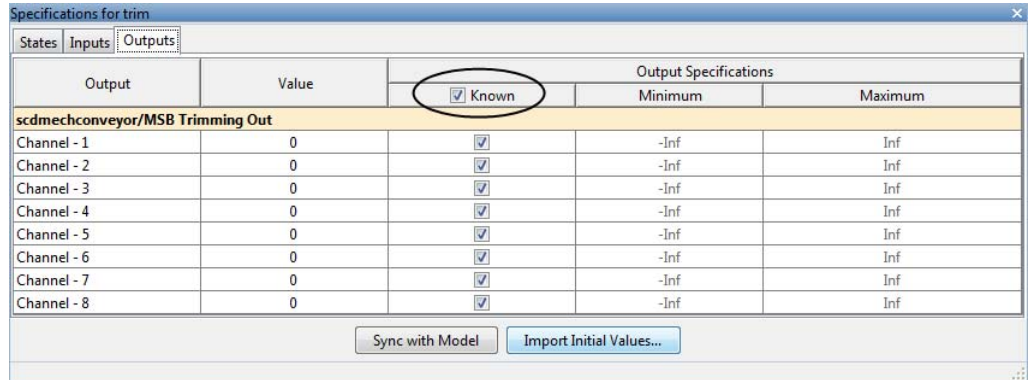 Specifications for trim
States Inputs Outputs
Output Value Output Specifications
Known Minimum Maximum
scdmechconveyor/MSB Trimming Out
Channel - 1 0 -Inf Inf
Channel - 2 0 -Inf Inf
Channel - 3 0 -Inf Inf
Channel - 4 0 -Inf Inf
Channel - 5 0 -Inf Inf
Channel - 6 0 -Inf Inf
Channel - 7 0 -Inf Inf
Channel - 8 0 -Inf Inf
Sync with Model Import Initial Values...